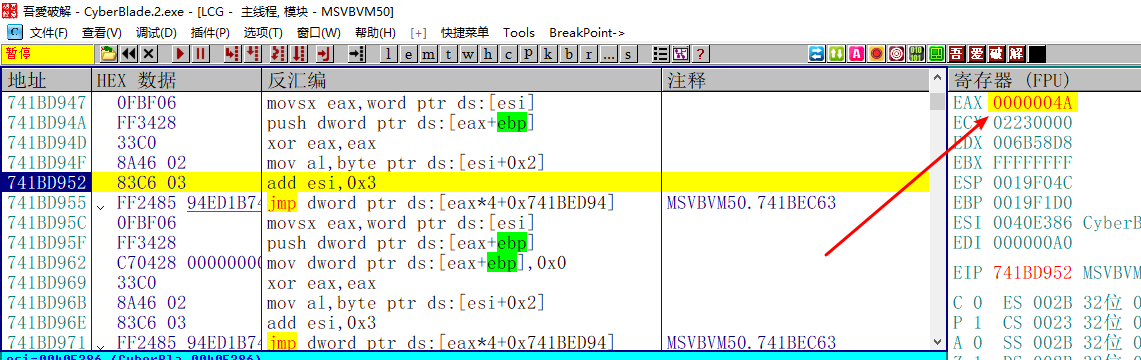 吾愛破解 - CyberBlade.2.exe - [LCG - 主线程, 模块 - MSVBVM50]
C 文件(F) 查看(V) 调试(D) 插件(P) 选项(T) 窗口(W) 帮助(H) [+] 快捷菜单 Tools BreakPoint->
暂停 l e m t w h c p k b r ... s ? A 吾 爱 破 解
地址 HEX 数据 反汇编 注释 寄存器 (FPU)
741BD947 0FBF06 movsx eax,word ptr ds:[esi] EAX 0000004A
741BD94A FF3428 push dword ptr ds:[eax+ebp] ECX 02230000
741BD94D 33C0 xor eax,eax EDX 006B58D8
741BD94F 8A46 02 mov al,byte ptr ds:[esi+0x2] EBX FFFFFFFF
741BD952 83C6 03 add esi,0x3 ESP 0019F04C
741BD955 FF2485 94ED1B74 jmp dword ptr ds:[eax*4+0x741BED94] MSVBVM50.741BEC63 EBP 0019F1D0
741BD95C 0FBF06 movsx eax,word ptr ds:[esi] ESI 0040E386 CyberB
741BD95F FF3428 push dword ptr ds:[eax+ebp] EDI 000000A0
741BD962 C70428 00000000 mov dword ptr ds:[eax+ebp],0x0
741BD969 33C0 xor eax,eax EIP 741BD952 MSVBVM
741BD96B 8A46 02 mov al,byte ptr ds:[esi+0x2] C 0 ES 002B 32位
741BD96E 83C6 03 add esi,0x3 P 1 CS 0023 32位
741BD971 FF2485 94ED1B74 jmp dword ptr ds:[eax*4+0x741BED94] MSVBVM50.741BEC63 A 0 SS 002B 32位
esi=0040E386 (CyberBla.0040E386)